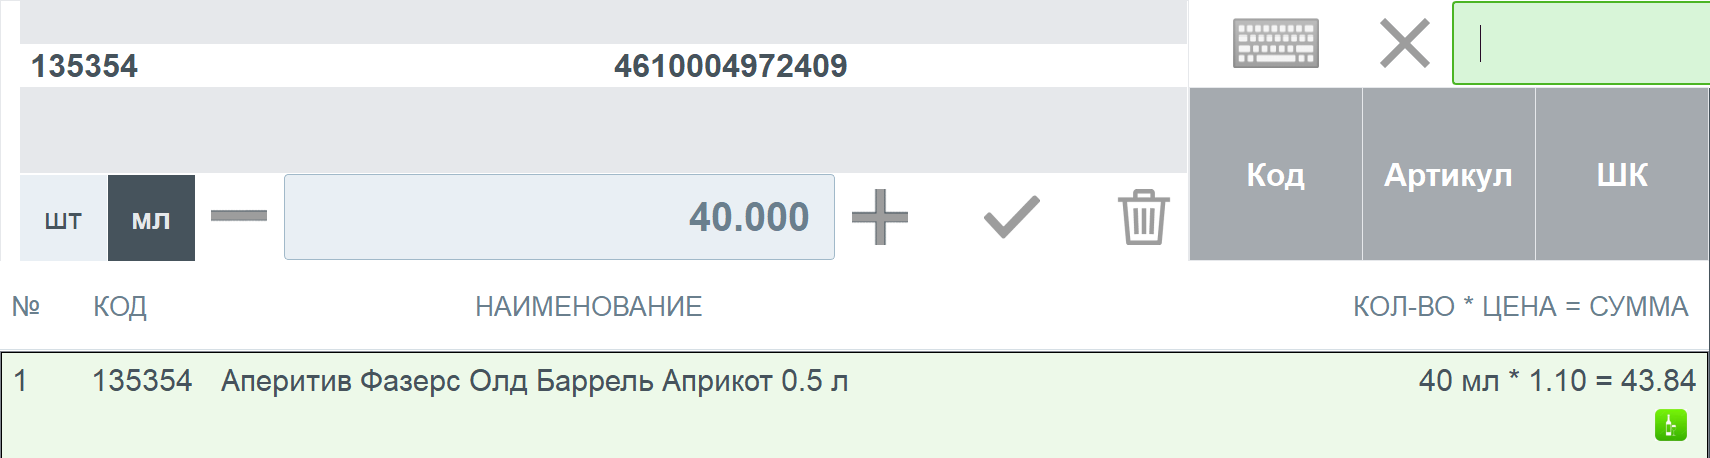 135354 4610004972409
Код Артикул ШК
шт мл 40.000
№ КОД НАИМЕНОВАНИЕ КОЛ-ВО * ЦЕНА = СУММА
1 135354 Аперитив Фазерс Олд Баррель Априкот 0.5 л 40 мл * 1.10 = 43.84